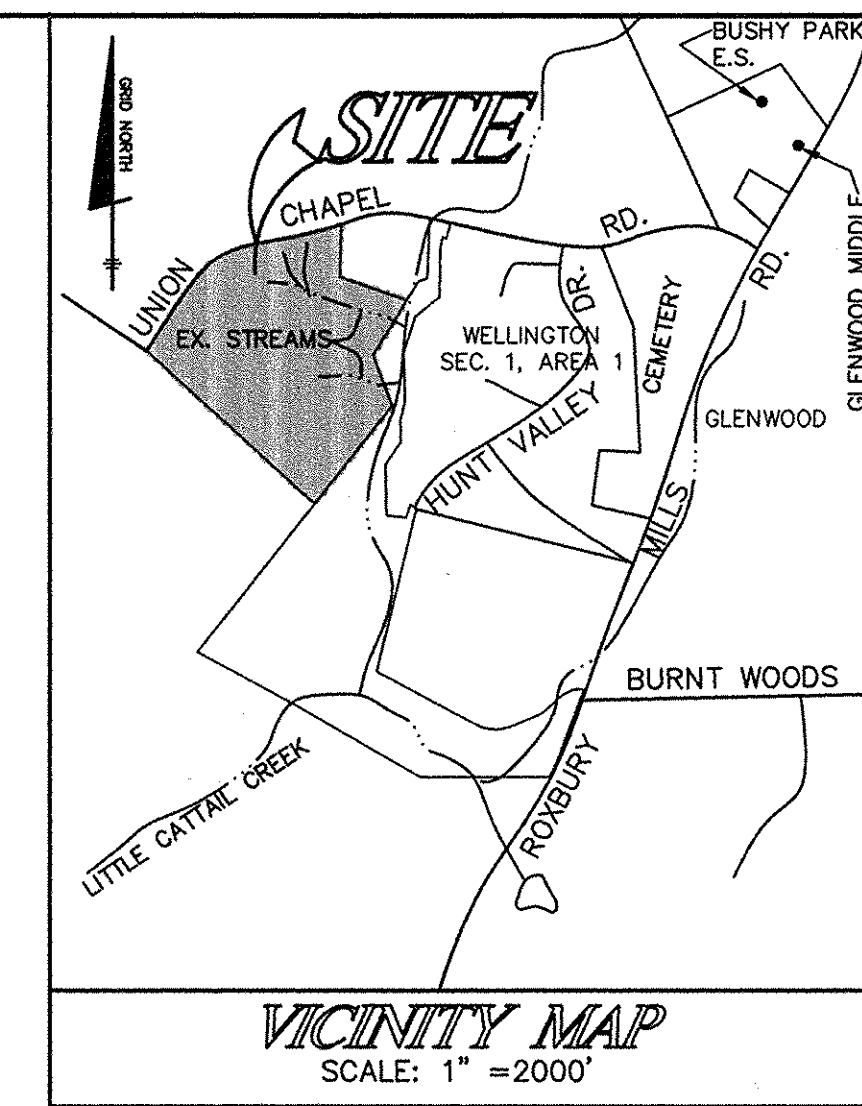 BUSHY PARK
E.S.
GRID NORTH
SITE
UNION CHAPEL RD.
GLENWOOD MIDDLE
RD.
DR.
EX. STREAMS
WELLINGTON
SEC. 1, AREA 1
CEMETERY
GLENWOOD
HUNT VALLEY
MILLS
BURNT WOODS
ROXBURY
LITTLE CATTAIL CREEK
VICINITY MAP
SCALE: 1" =2000'